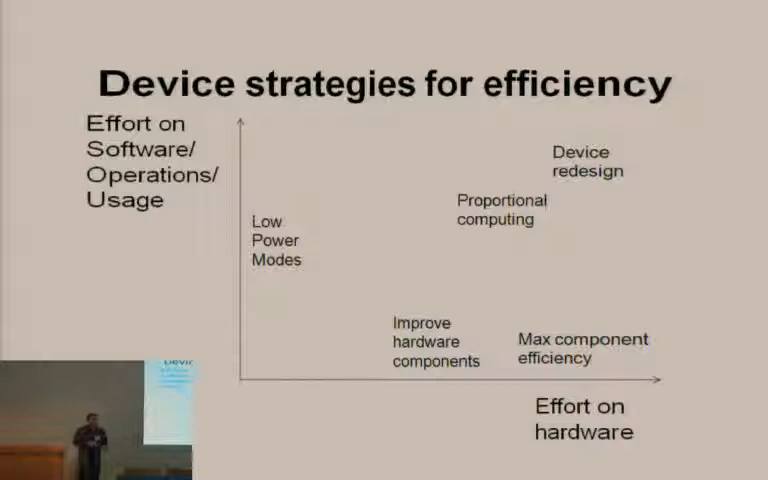 Device strategies for efficiency
Effort on
Software/
Operations/
Usage
Device
redesign
Proportional
computing
Low
Power
Modes
Improve
hardware
components
Max component
efficiency
Effort on
hardware